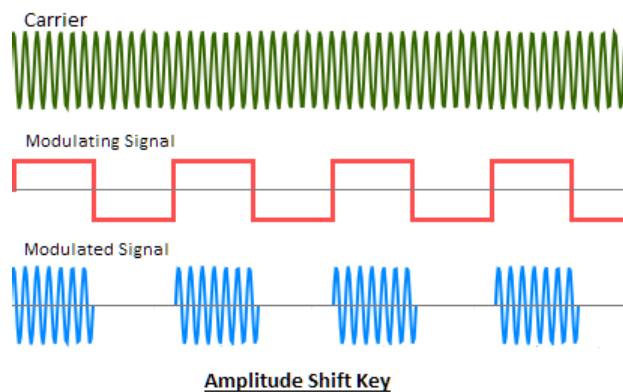 Carrier
Modulating Signal
Modulated Signal
Amplitude Shift Key